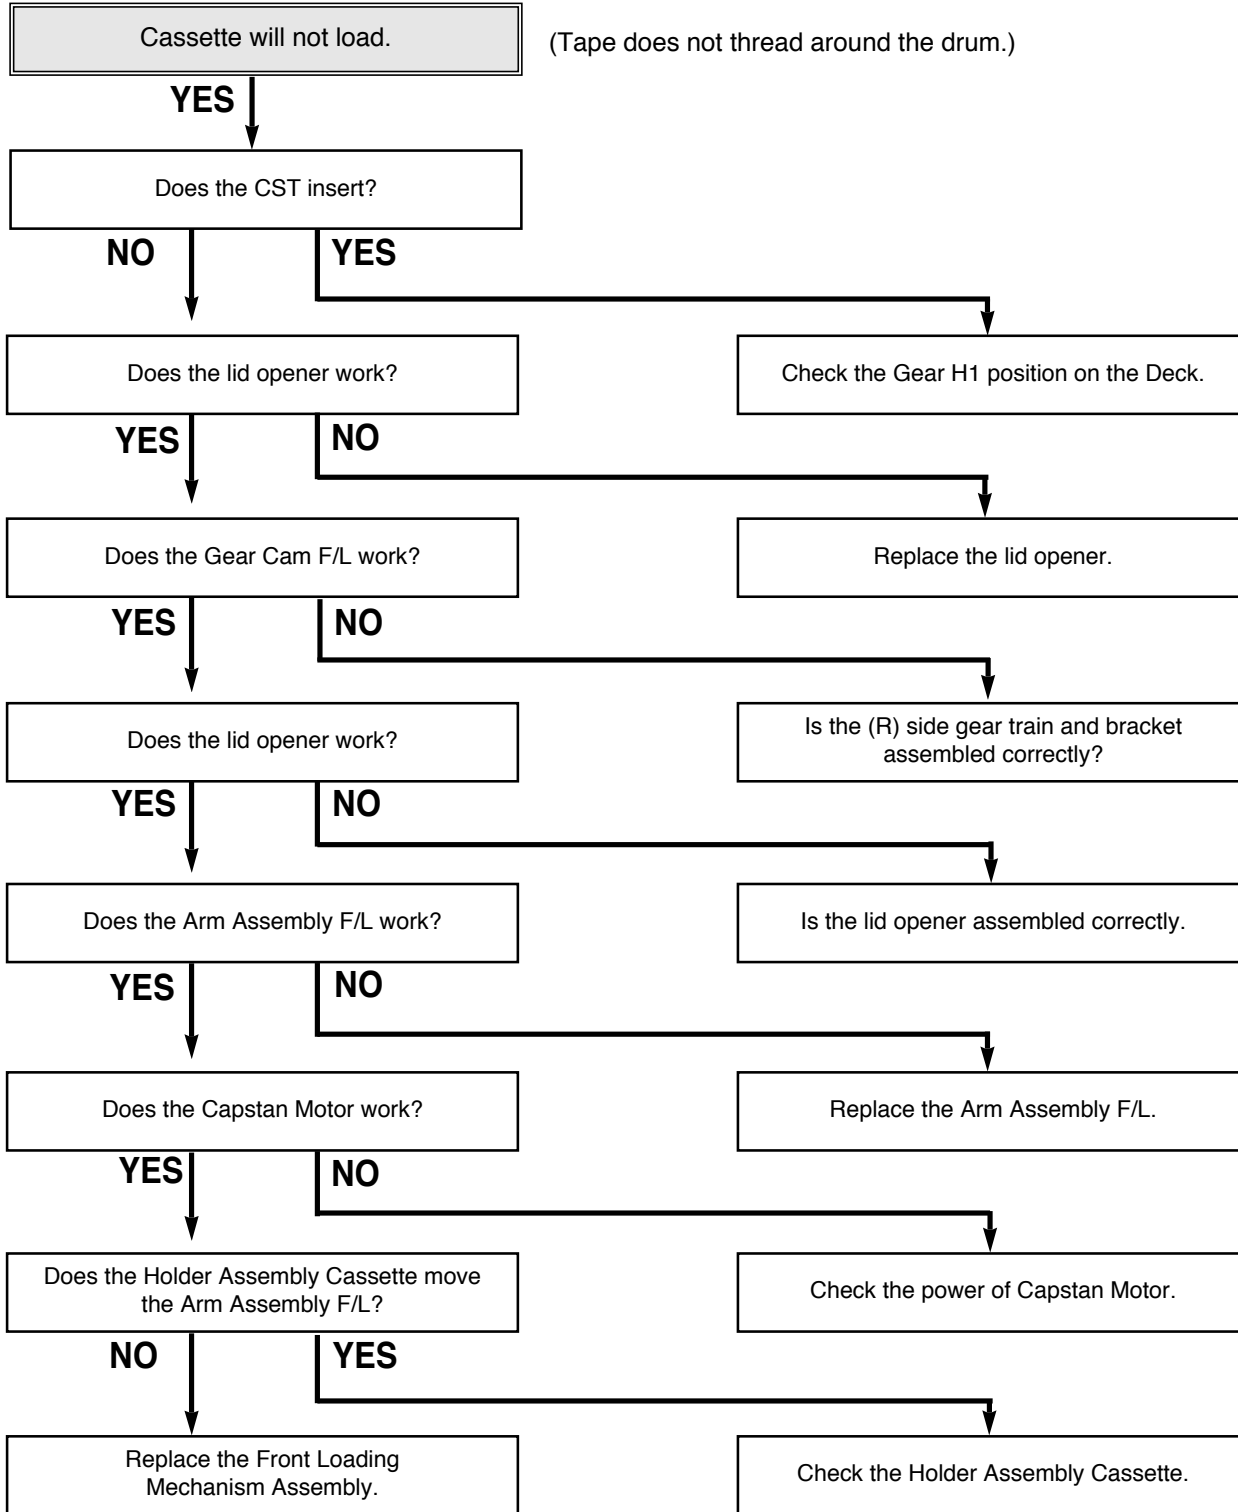 Cassette will not load.
(Tape does not thread around the drum.)
YES
Does the CST insert?
NO
YES
Does the lid opener work?
Check the Gear H1 position on the Deck.
YES
NO
Does the Gear Cam F/L work?
Replace the lid opener.
YES
NO
Does the lid opener work?
Is the (R) side gear train and bracket
assembled correctly?
YES
NO
Does the Arm Assembly F/L work?
Is the lid opener assembled correctly.
YES
NO
Does the Capstan Motor work?
Replace the Arm Assembly F/L.
YES
NO
Does the Holder Assembly Cassette move
the Arm Assembly F/L?
Check the power of Capstan Motor.
NO
YES
Replace the Front Loading
Mechanism Assembly.
Check the Holder Assembly Cassette.